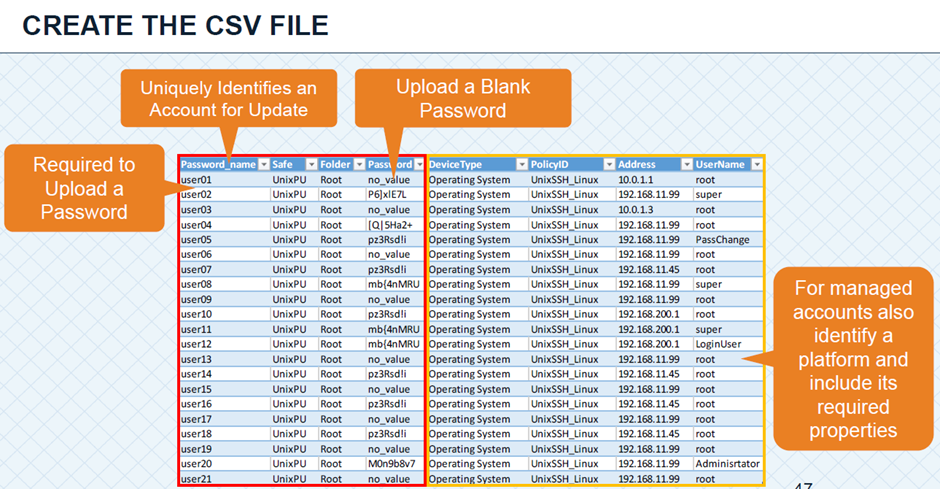 CREATE THE CSV FILE
Uniquely Identifies an
Account for Update
Upload a Blank
Password
Required to
Upload a
Password
Password_name Safe Folder Password DeviceType PolicyID Address UserName
user01 UnixPU Root no_value Operating System UnixSSH_Linux 10.0.1.1 root
user02 UnixPU Root P6]xlE7L Operating System UnixSSH_Linux 192.168.11.99 super
user03 UnixPU Root no_value Operating System UnixSSH_Linux 10.0.1.3 root
user04 UnixPU Root [Q|5Ha2+ Operating System UnixSSH_Linux 192.168.11.99 root
user05 UnixPU Root pz3Rsd!i Operating System UnixSSH_Linux 192.168.11.99 PassChange
user06 UnixPU Root no_value Operating System UnixSSH_Linux 192.168.11.99 root
user07 UnixPU Root pz3Rsd!i Operating System UnixSSH_Linux 192.168.11.45 root
user08 UnixPU Root mb{4nMRU Operating System UnixSSH_Linux 192.168.11.99 super
user09 UnixPU Root no_value Operating System UnixSSH_Linux 192.168.11.99 root
user10 UnixPU Root pz3Rsd!i Operating System UnixSSH_Linux 192.168.200.1 root
user11 UnixPU Root mb{4nMRU Operating System UnixSSH_Linux 192.168.200.1 super
user12 UnixPU Root mb{4nMRU Operating System UnixSSH_Linux 192.168.200.1 LoginUser
user13 UnixPU Root no_value Operating System UnixSSH_Linux 192.168.11.99 root
user14 UnixPU Root pz3Rsd!i Operating System UnixSSH_Linux 192.168.11.45 root
user15 UnixPU Root no_value Operating System UnixSSH_Linux 192.168.11.99 root
user16 UnixPU Root pz3Rsd!i Operating System UnixSSH_Linux 192.168.11.45 root
user17 UnixPU Root no_value Operating System UnixSSH_Linux 192.168.11.99 root
user18 UnixPU Root pz3Rsd!i Operating System UnixSSH_Linux 192.168.11.45 root
user19 UnixPU Root no_value Operating System UnixSSH_Linux 192.168.11.99 root
user20 UnixPU Root M0n9b8v7 Operating System UnixSSH_Linux 192.168.11.99 Adminisrtator
user21 UnixPU Root no_value Operating System UnixSSH_Linux 192.168.11.99 root
For managed
accounts also
identify a
platform and
include its
required
properties
47